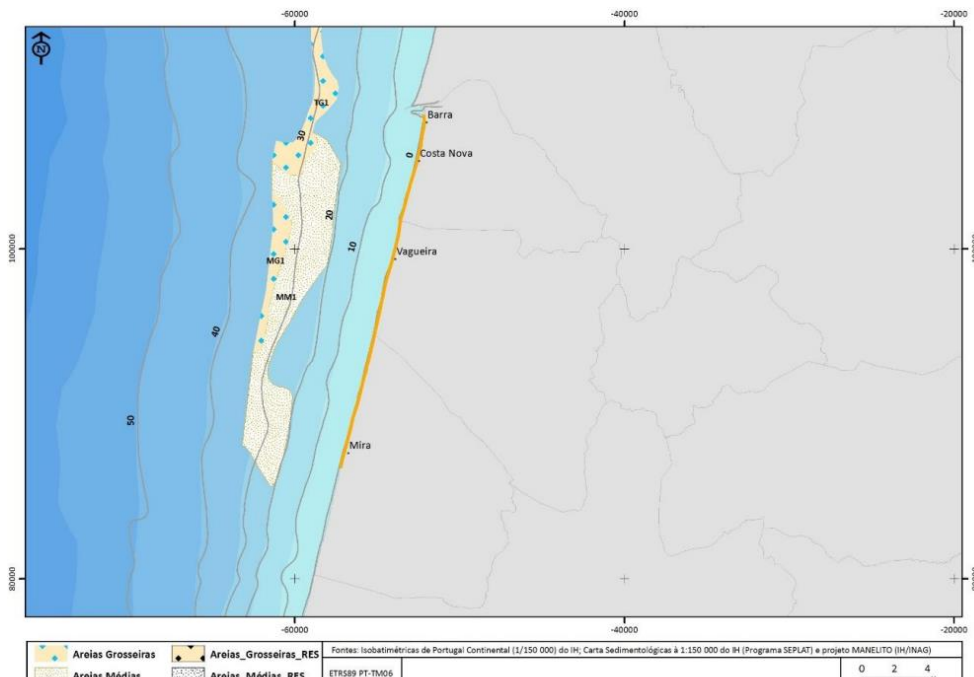 -60000 -40000 -20000
N
TG1
Barra
30
Costa Nova
0
20
10
100000
Vagueira
MG1
MM1
40
50
Mira
80000
-60000 -40000 -20000
Areias Grosseiras Areias_Grosseiras_RES
Fontes: Isobatimétricas de Portugal Continental (1/150 000) do IH; Carta Sedimentológicas à 1:150 000 do IH (Programa SEPLAT) e projeto MANELITO (IH/INAG)
Areias Médias Areias_Médias_RES
ETRS89 PT-TM06
0 2 4